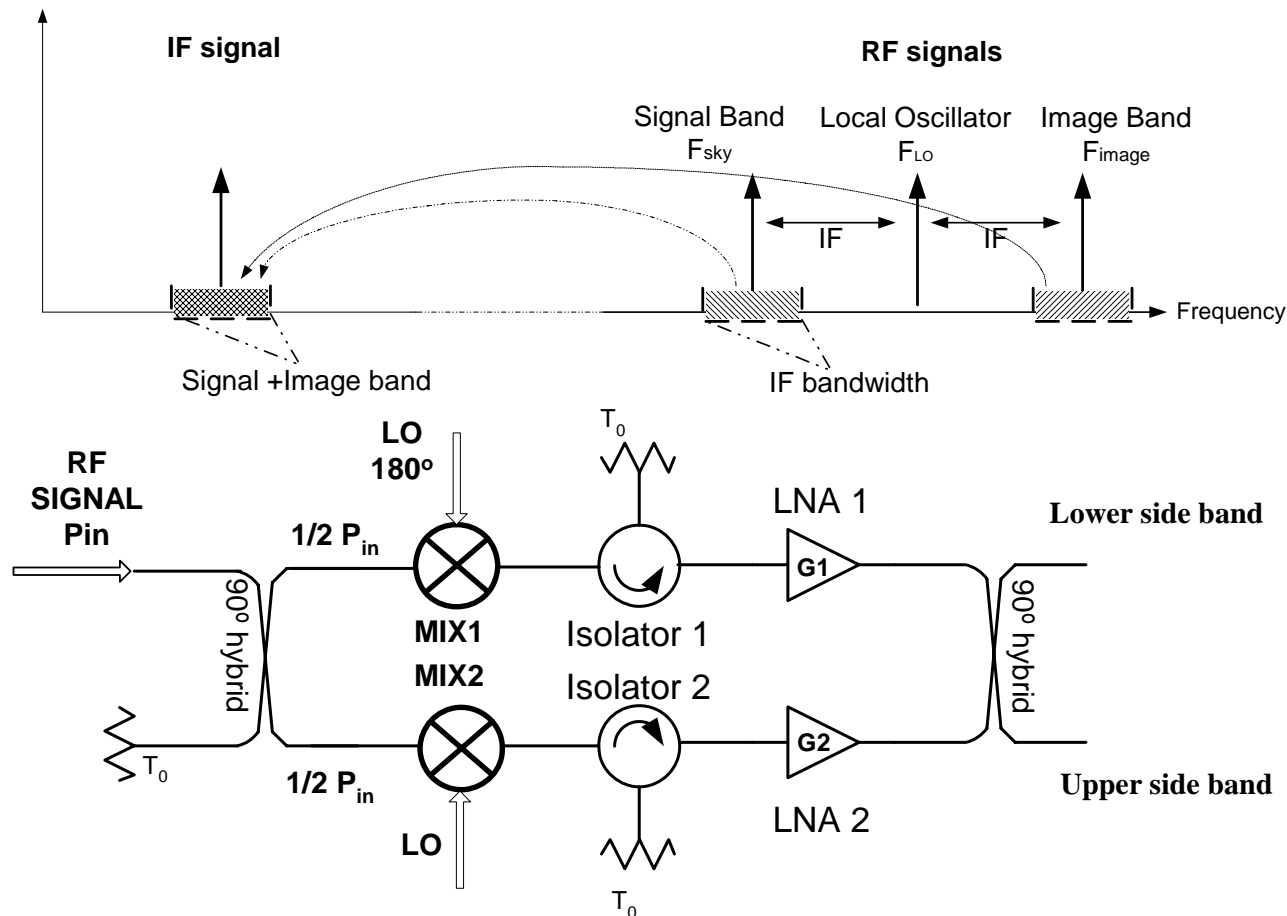 IF signal
RF signals
Signal Band
Fsky
Local Oscillator
FLO
Image Band
Fimage
IF
IF
Frequency
Signal +Image band
IF bandwidth
RF
SIGNAL
Pin
LO
180º
T0
LNA 1
Lower side band
1/2 Pin
90º hybrid
MIX1
Isolator 1
G1
90º hybrid
MIX2
Isolator 2
G2
T0
1/2 Pin
LO
LNA 2
Upper side band
T0